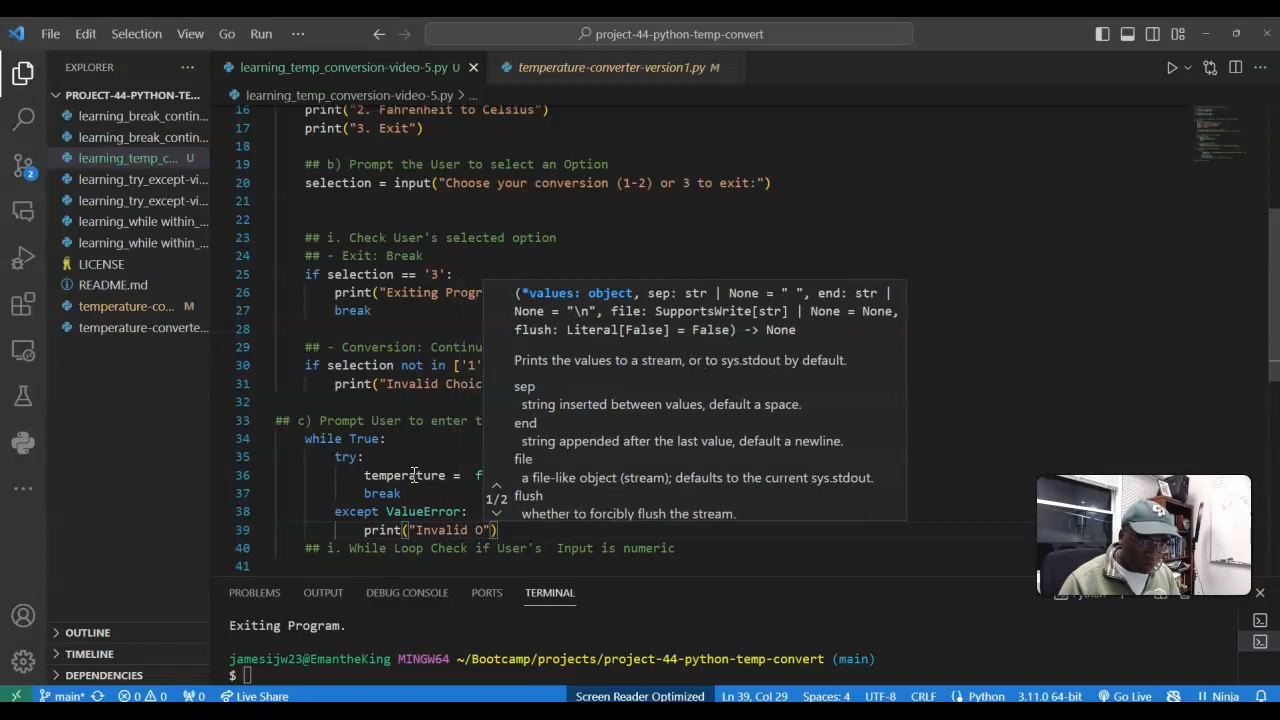 File Edit Selection View Go Run ··· project-44-python-temp-convert
EXPLORER ···
learning_temp_conversion-video-5.py U
temperature-converter-version1.py M
PROJECT-44-PYTHON-TE...
learning_break_contin...
learning_break_contin...
learning_temp_c... U
learning_try_except-vi...
learning_try_except-vi...
learning_while within_...
learning_while within_...
LICENSE
README.md
temperature-co... M
temperature-converte...
OUTLINE
TIMELINE
DEPENDENCIES
2
learning_temp_conversion-video-5.py > ...
16 print("2. Fahrenheit to Celsius")
17 print("3. Exit")
18
19 ## b) Prompt the User to select an Option
20 selection = input("Choose your conversion (1-2) or 3 to exit:")
21
22
23 ## i. Check User's selected option
24 ## - Exit: Break
25 if selection == '3':
26 print("Exiting Progr
27 break
28
29 ## - Conversion: Continu
30 if selection not in ['1'
31 print("Invalid Choic
32
33 ## c) Prompt User to enter t
34 while True:
35 try:
36 temperature = f
37 break
38 except ValueError:
39 print("Invalid O")
40 ## i. While Loop Check if User's Input is numeric
41
(*values: object, sep: str | None = " ", end: str |
None = "\n", file: SupportsWrite[str] | None = None,
flush: Literal[False] = False) -> None
Prints the values to a stream, or to sys.stdout by default.
sep
string inserted between values, default a space.
end
string appended after the last value, default a newline.
file
a file-like object (stream); defaults to the current sys.stdout.
flush
whether to forcibly flush the stream.
1/2
PROBLEMS OUTPUT DEBUG CONSOLE PORTS TERMINAL
Exiting Program.
jamesijw23@EmantheKing MINGW64 ~/Bootcamp/projects/project-44-python-temp-convert (main)
$
main* 0 0 0 Live Share Screen Reader Optimized Ln 39, Col 29 Spaces: 4 UTF-8 CRLF Python 3.11.0 64-bit Go Live Ninja